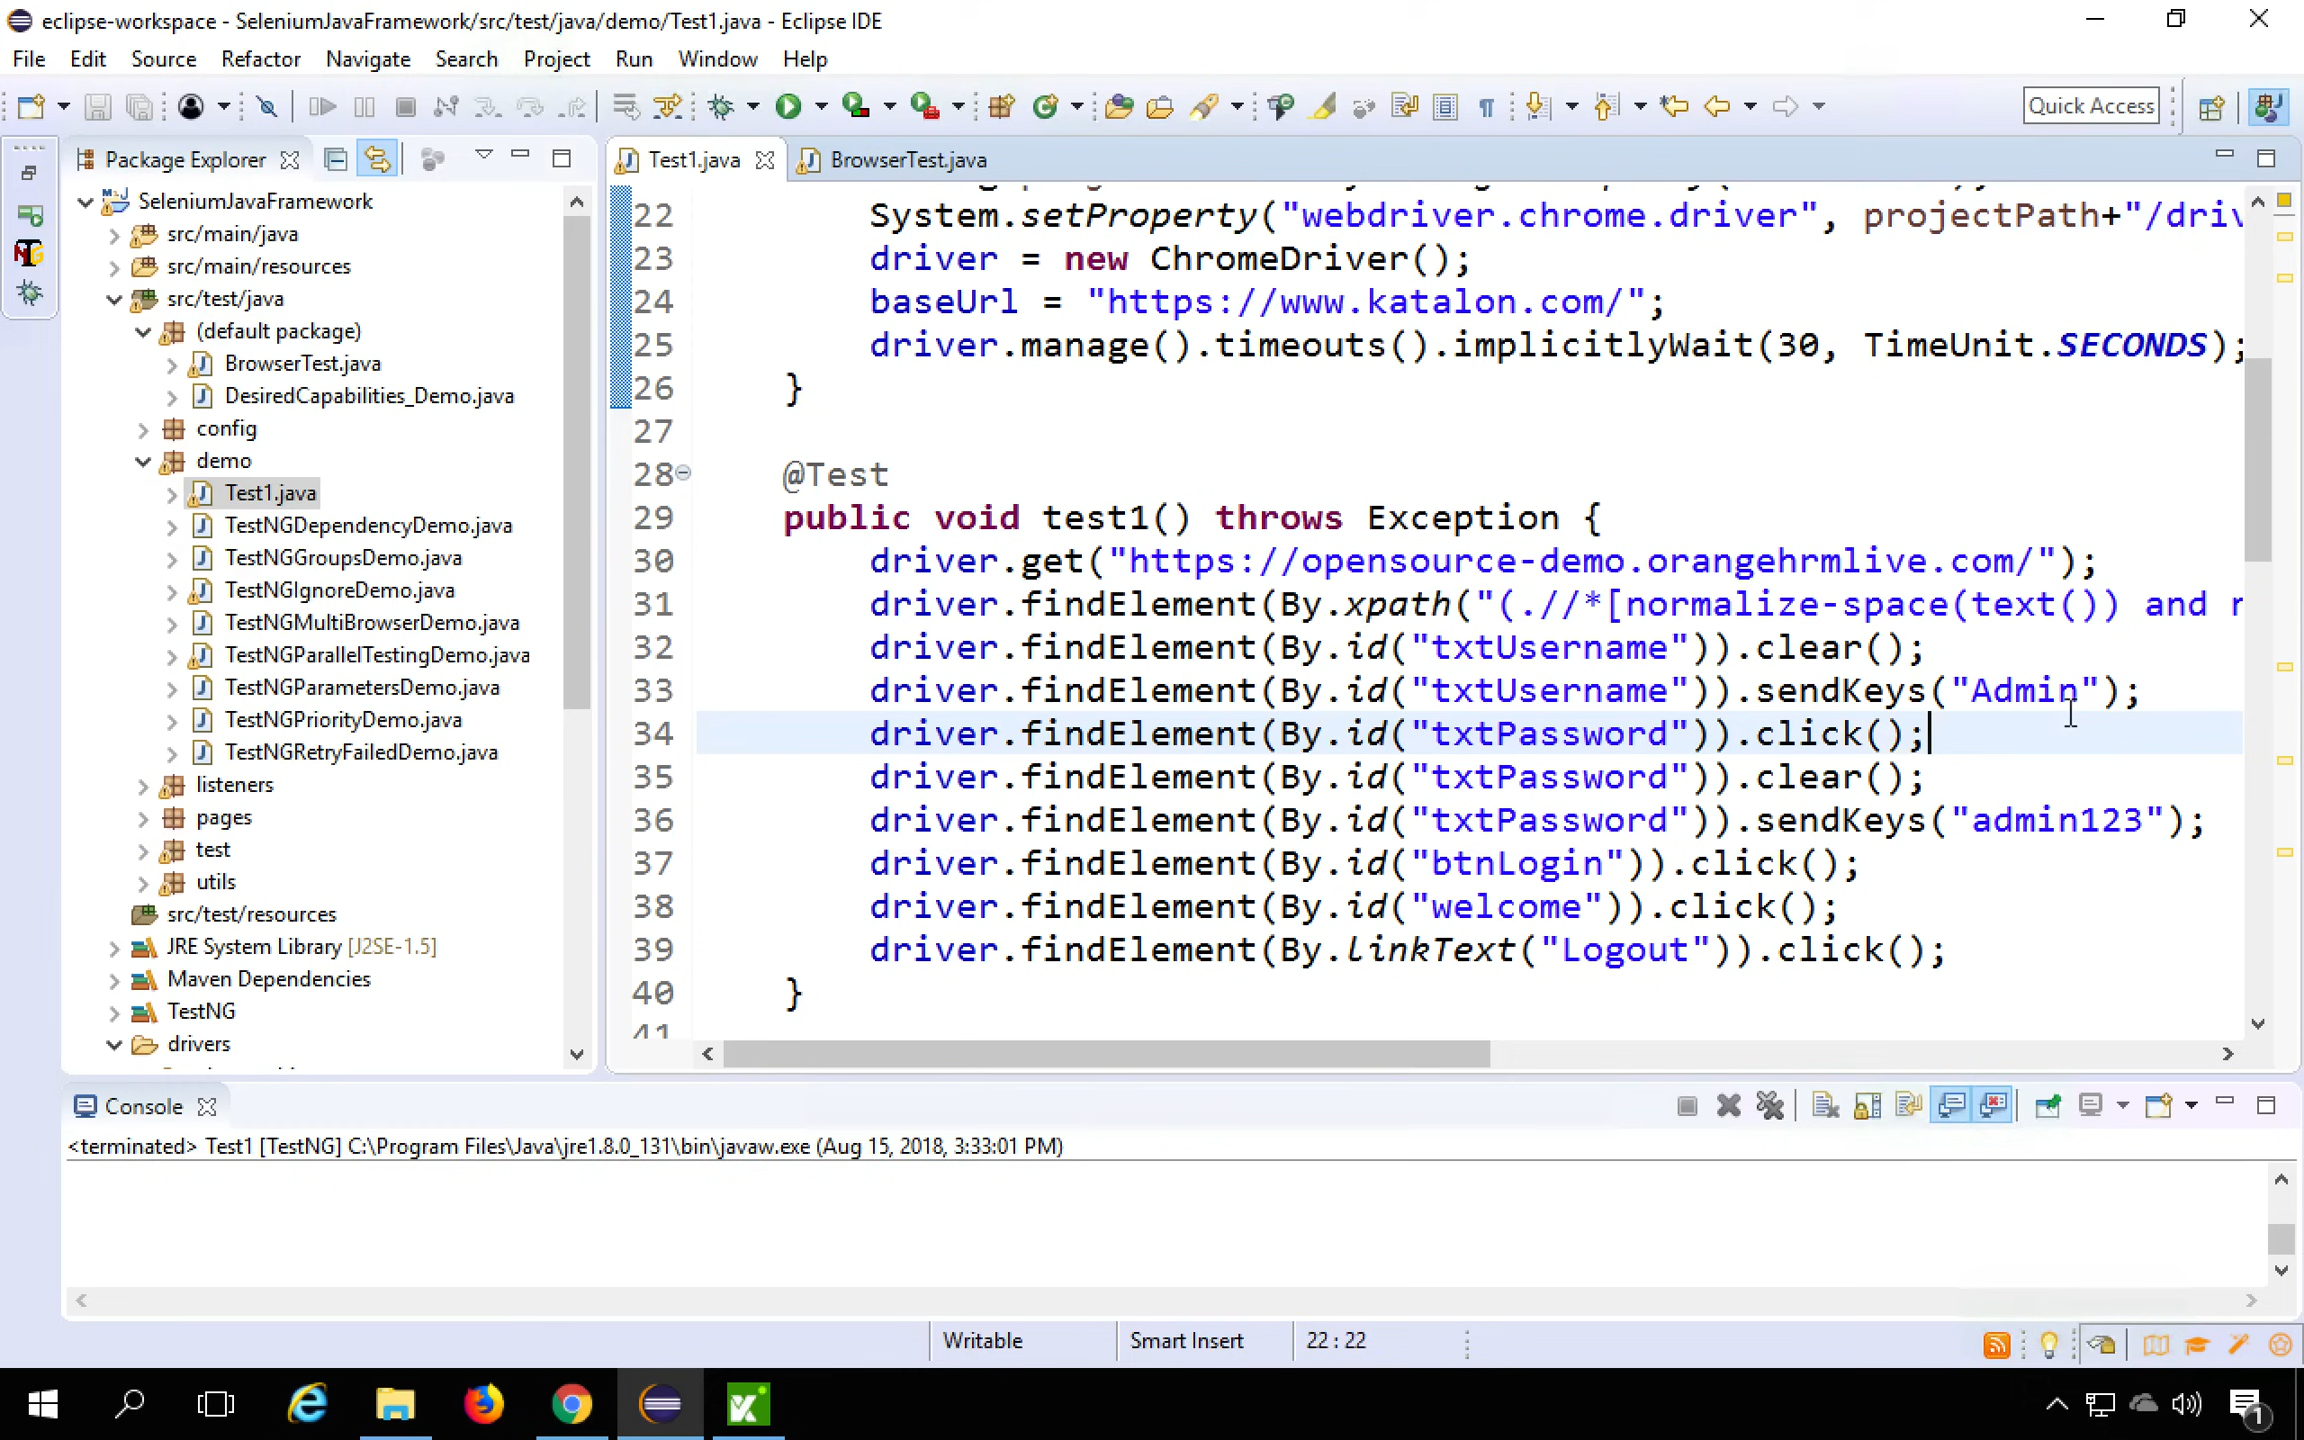 eclipse-workspace - SeleniumJavaFramework/src/test/java/demo/Test1.java - Eclipse IDE
File Edit Source Refactor Navigate Search Project Run Window Help
Quick Access
Package Explorer
Test1.java
BrowserTest.java
SeleniumJavaFramework
src/main/java
src/main/resources
src/test/java
(default package)
BrowserTest.java
DesiredCapabilities_Demo.java
config
demo
Test1.java
TestNGDependencyDemo.java
TestNGGroupsDemo.java
TestNGIgnoreDemo.java
TestNGMultiBrowserDemo.java
TestNGParallelTestingDemo.java
TestNGParametersDemo.java
TestNGPriorityDemo.java
TestNGRetryFailedDemo.java
listeners
pages
test
utils
src/test/resources
JRE System Library [J2SE-1.5]
Maven Dependencies
TestNG
drivers
22 System.setProperty("webdriver.chrome.driver", projectPath+"/driv
23 driver = new ChromeDriver();
24 baseUrl = "https://www.katalon.com/";
25 driver.manage().timeouts().implicitlyWait(30, TimeUnit.SECONDS);
26 }
27
28 @Test
29 public void test1() throws Exception {
30 driver.get("https://opensource-demo.orangehrmlive.com/");
31 driver.findElement(By.xpath("(.//*[normalize-space(text()) and
32 driver.findElement(By.id("txtUsername")).clear();
33 driver.findElement(By.id("txtUsername")).sendKeys("Admin");
34 driver.findElement(By.id("txtPassword")).click();
35 driver.findElement(By.id("txtPassword")).clear();
36 driver.findElement(By.id("txtPassword")).sendKeys("admin123");
37 driver.findElement(By.id("btnLogin")).click();
38 driver.findElement(By.id("welcome")).click();
39 driver.findElement(By.linkText("Logout")).click();
40 }
41
Console
<terminated> Test1 [TestNG] C:\Program Files\Java\jre1.8.0_131\bin\javaw.exe (Aug 15, 2018, 3:33:01 PM)
Writable Smart Insert 22 : 22
1